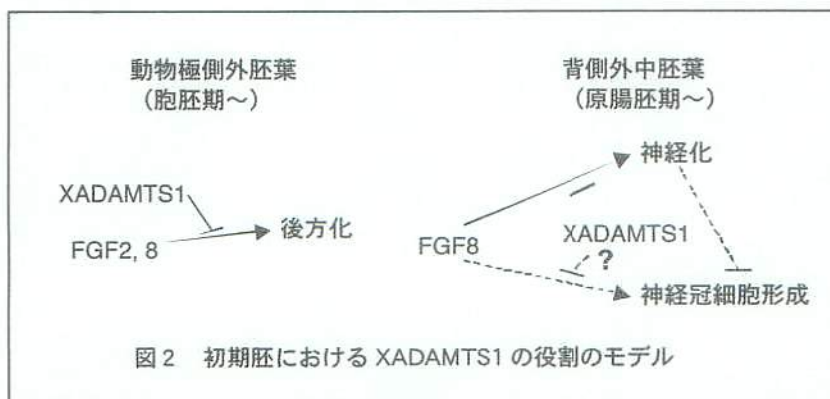 動物極側外胚葉
(胞胚期～)
XADAMTS1
FGF2, 8
後方化
背側外中胚葉
(原腸胚期～)
神経化
FGF8
XADAMTS1
?
神経冠細胞形成
図2 初期胚における XADAMTS1 の役割のモデル